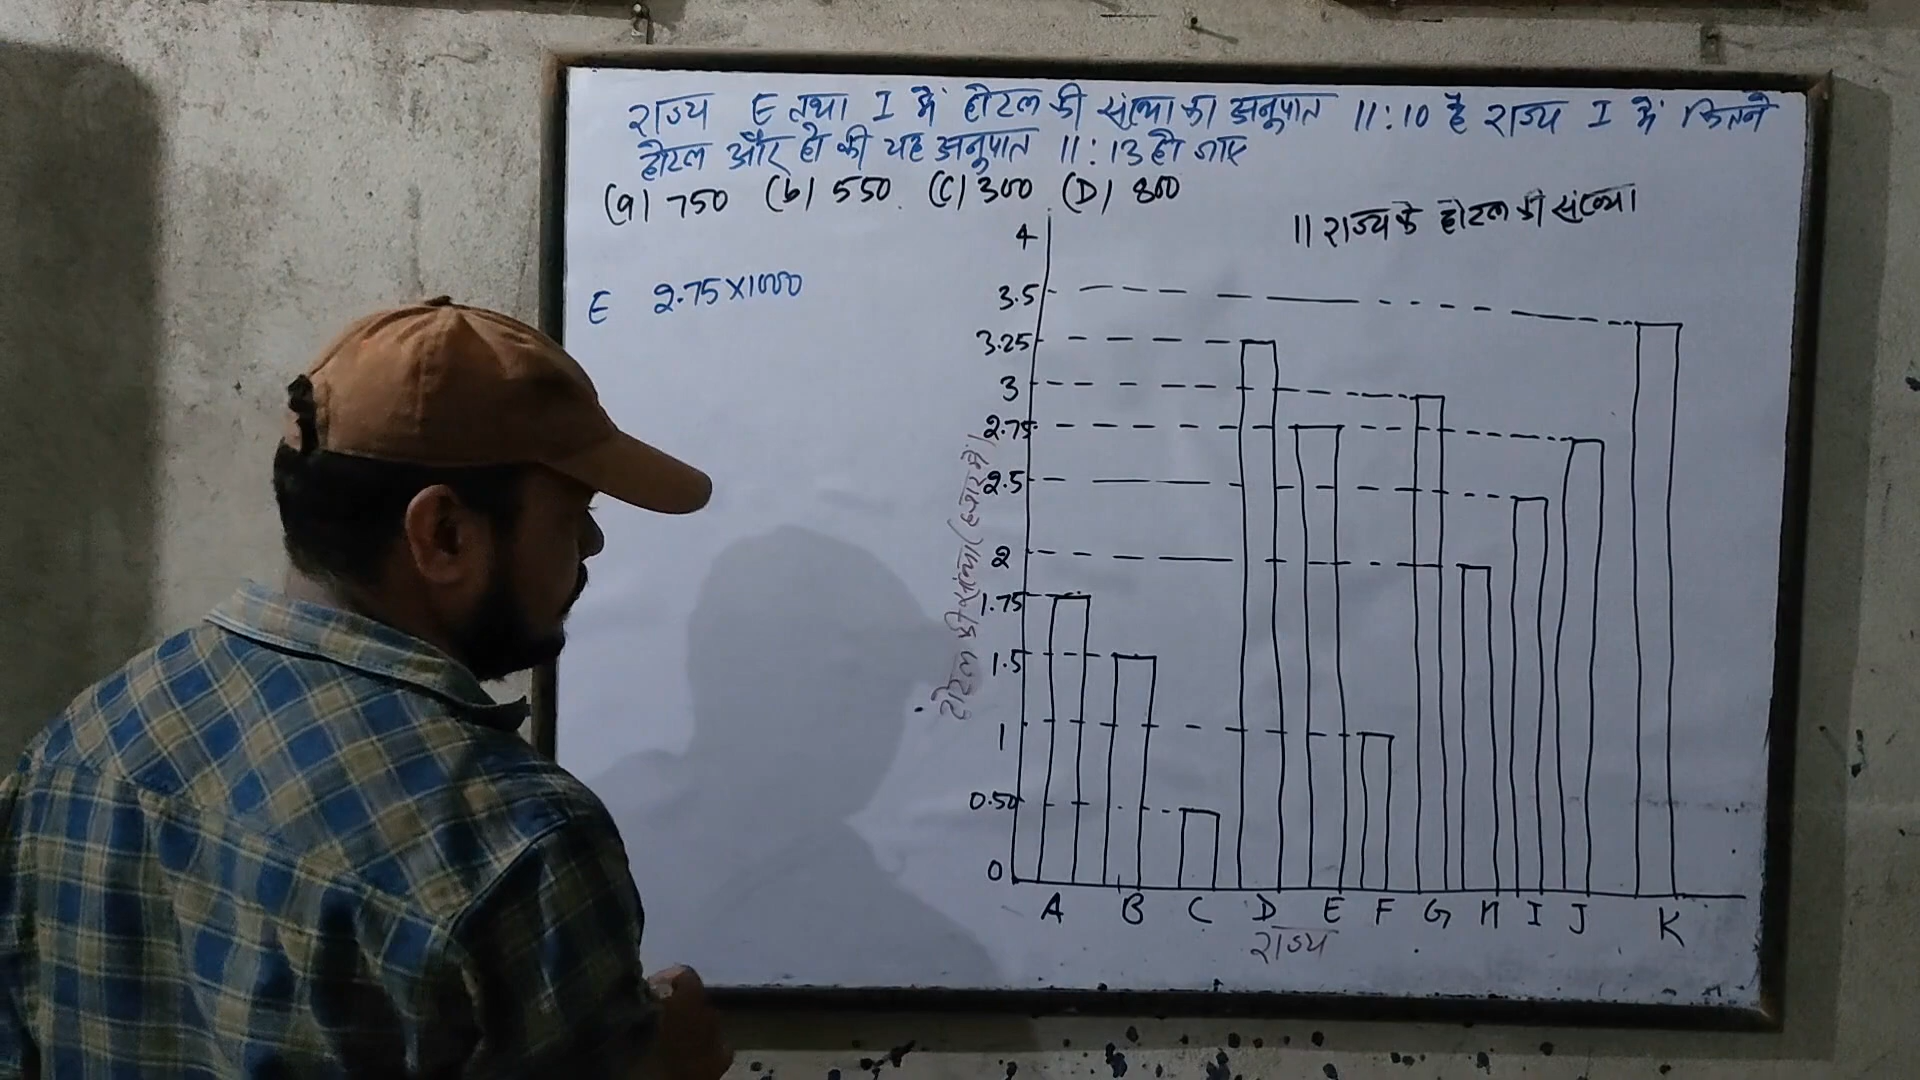 राज्य E तथा I में होटल की संख्या का अनुपात 11:10 है राज्य I में कितने
होटल और हो की यह अनुपात 11:13 हो जाए
(a) 750 (b) 550 (C) 300 (D) 800
11 राज्य के होटल की संख्या
E 2.75×1000
4
3.5
3.25
3
2.75
2.5
2
1.75
1.5
1
0.50
0
होटल की संख्या (हजार में)
A B C D E F G H I J K
राज्य